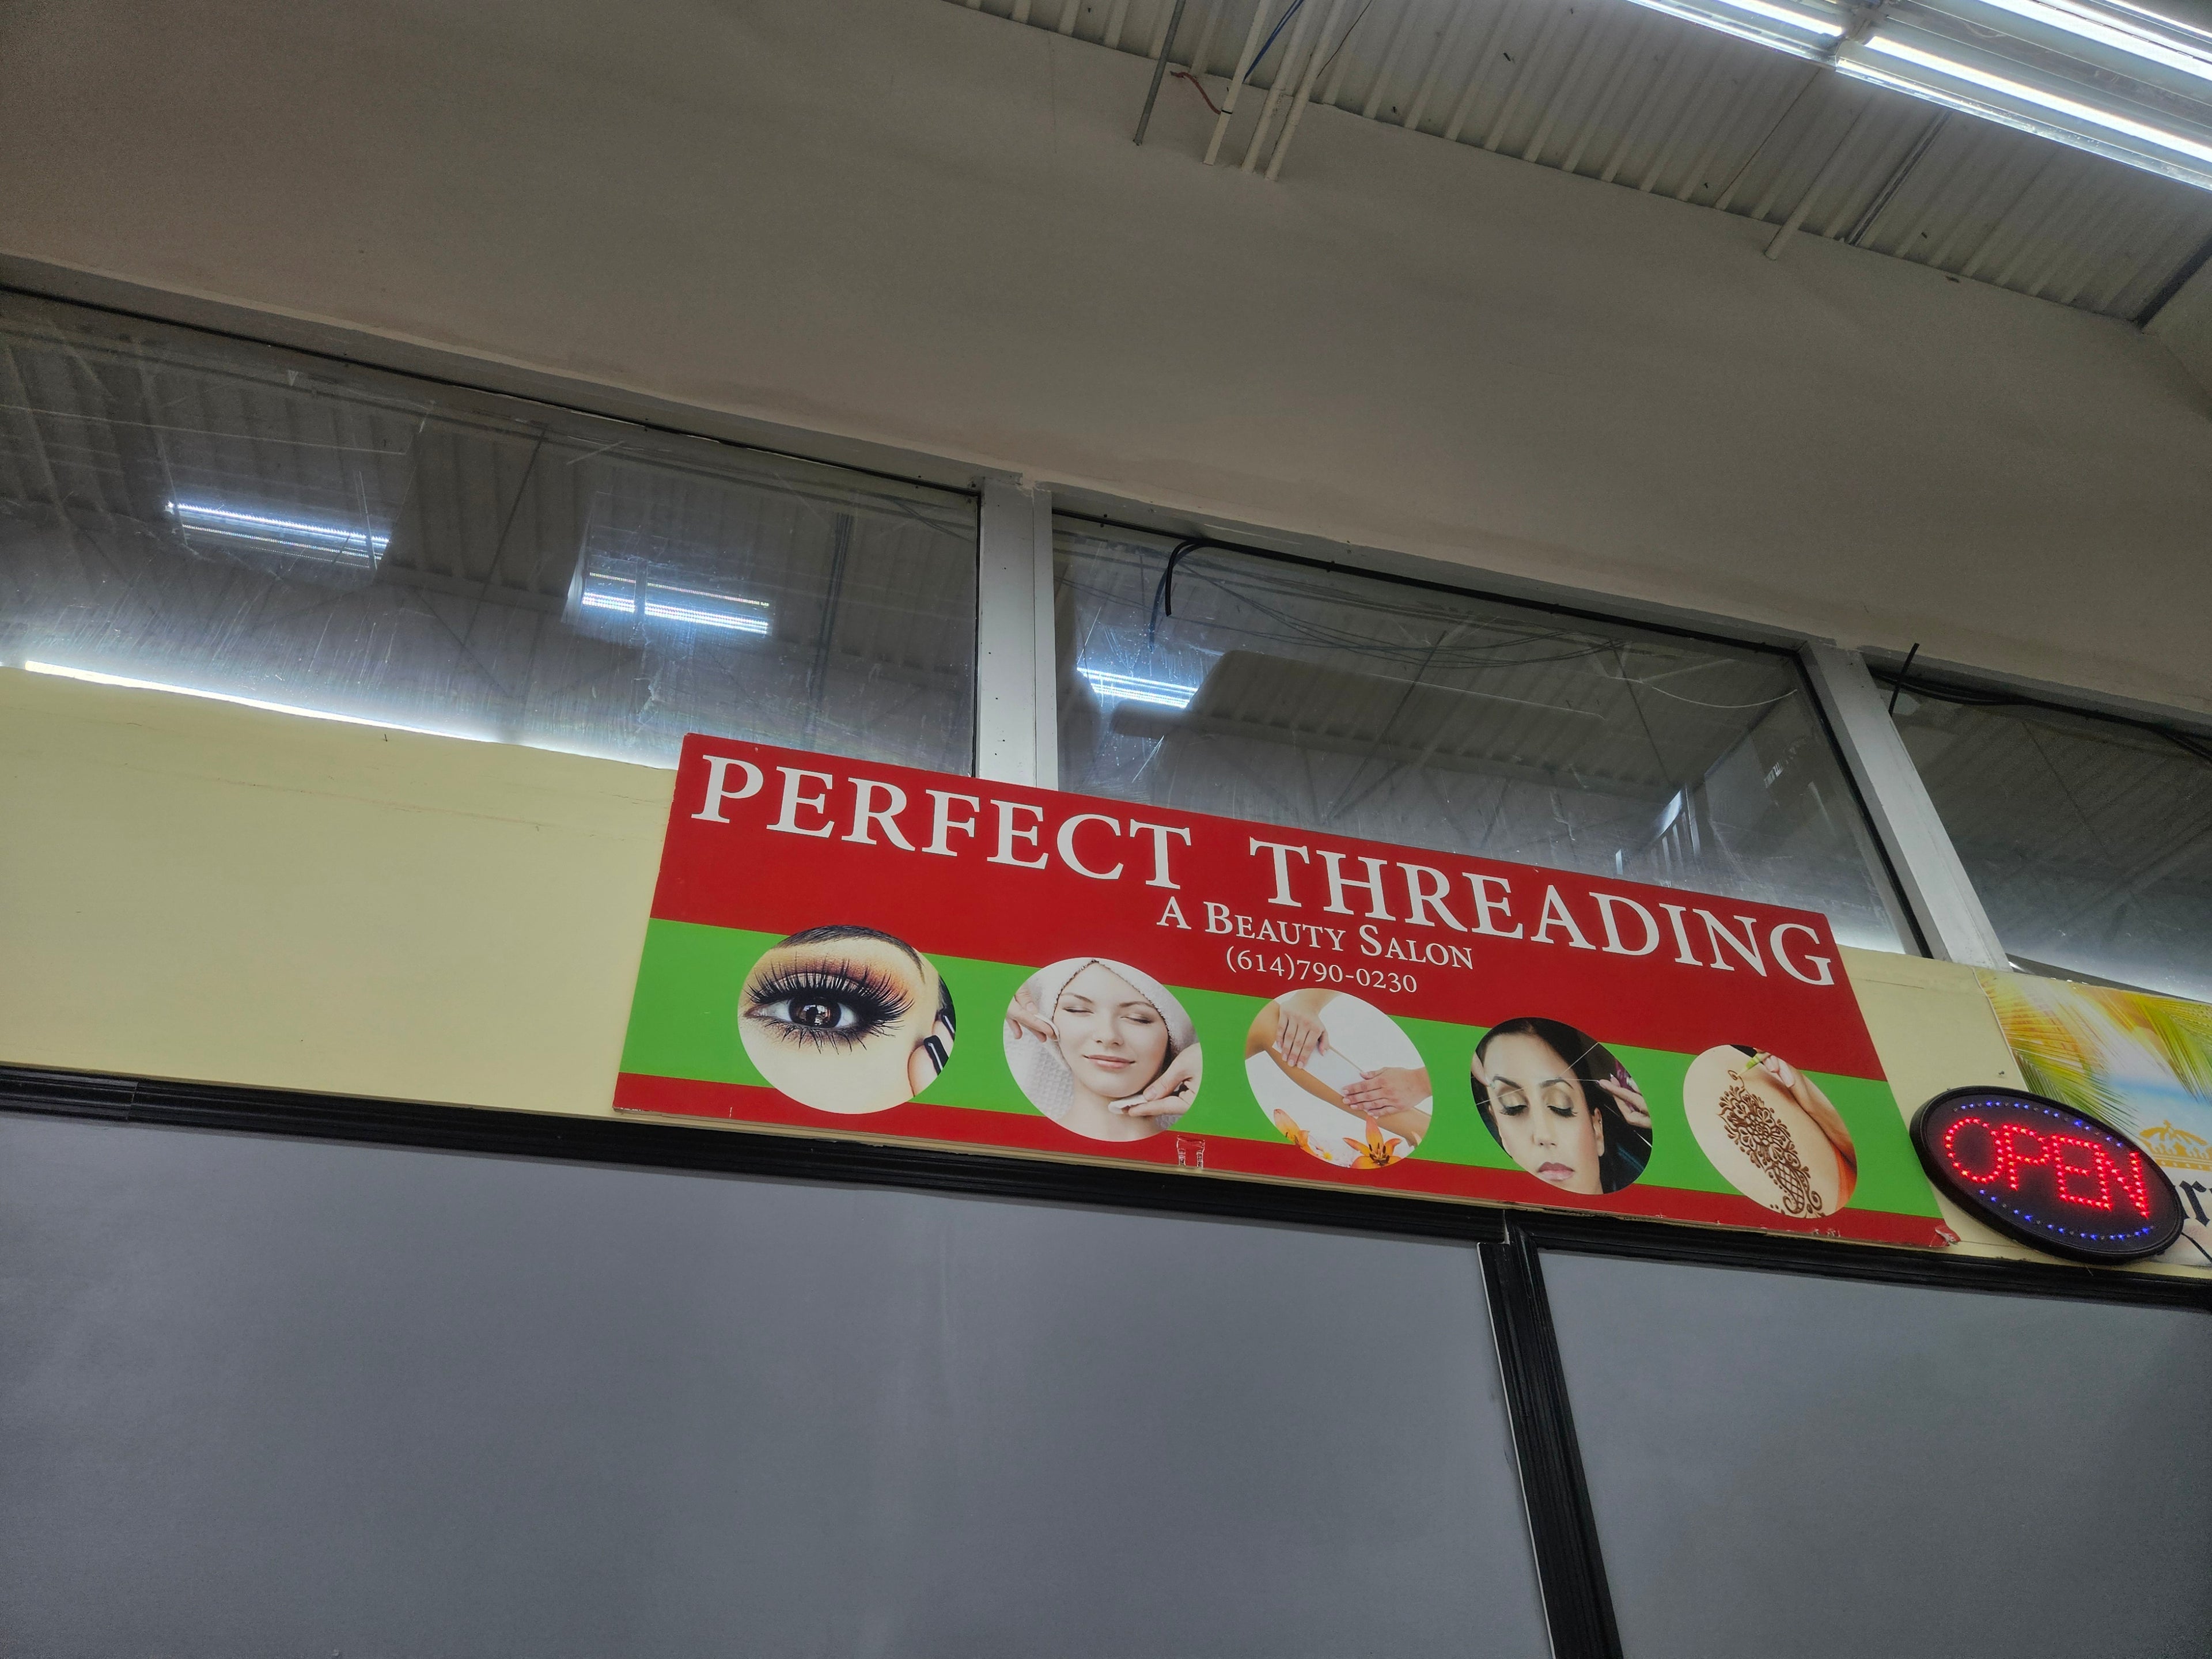 PERFECT THREADING
A BEAUTY SALON
(614)790-0230
OPEN